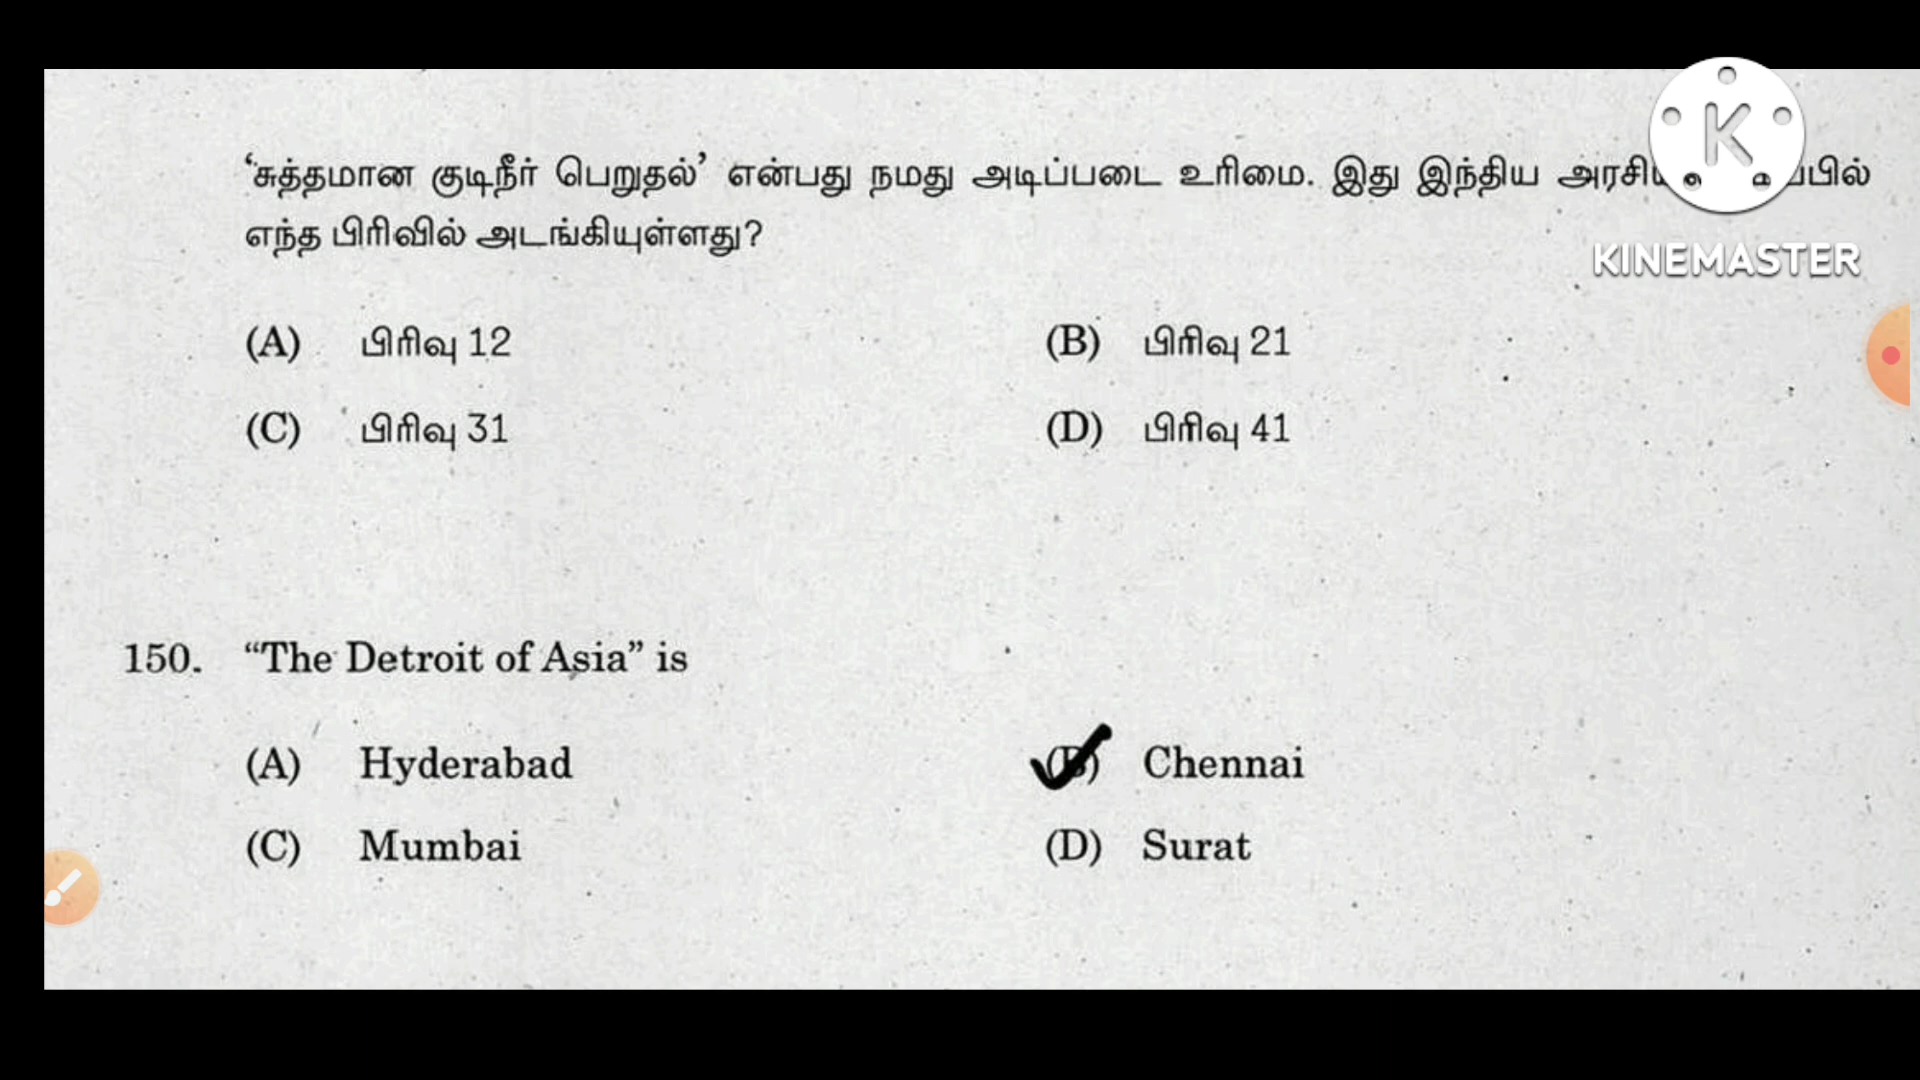 'சுத்தமான குடிநீர் பெறுதல்' என்பது நமது அடிப்படை உரிமை. இது இந்திய
எந்த பிரிவில் அடங்கியுள்ளது?
(A) பிரிவு 12 (B) பிரிவு 21
(C) பிரிவு 31 (D) பிரிவு 41
150. “The Detroit of Asia” is
(A) Hyderabad (B) Chennai
(C) Mumbai (D) Surat
K
KINEMASTER